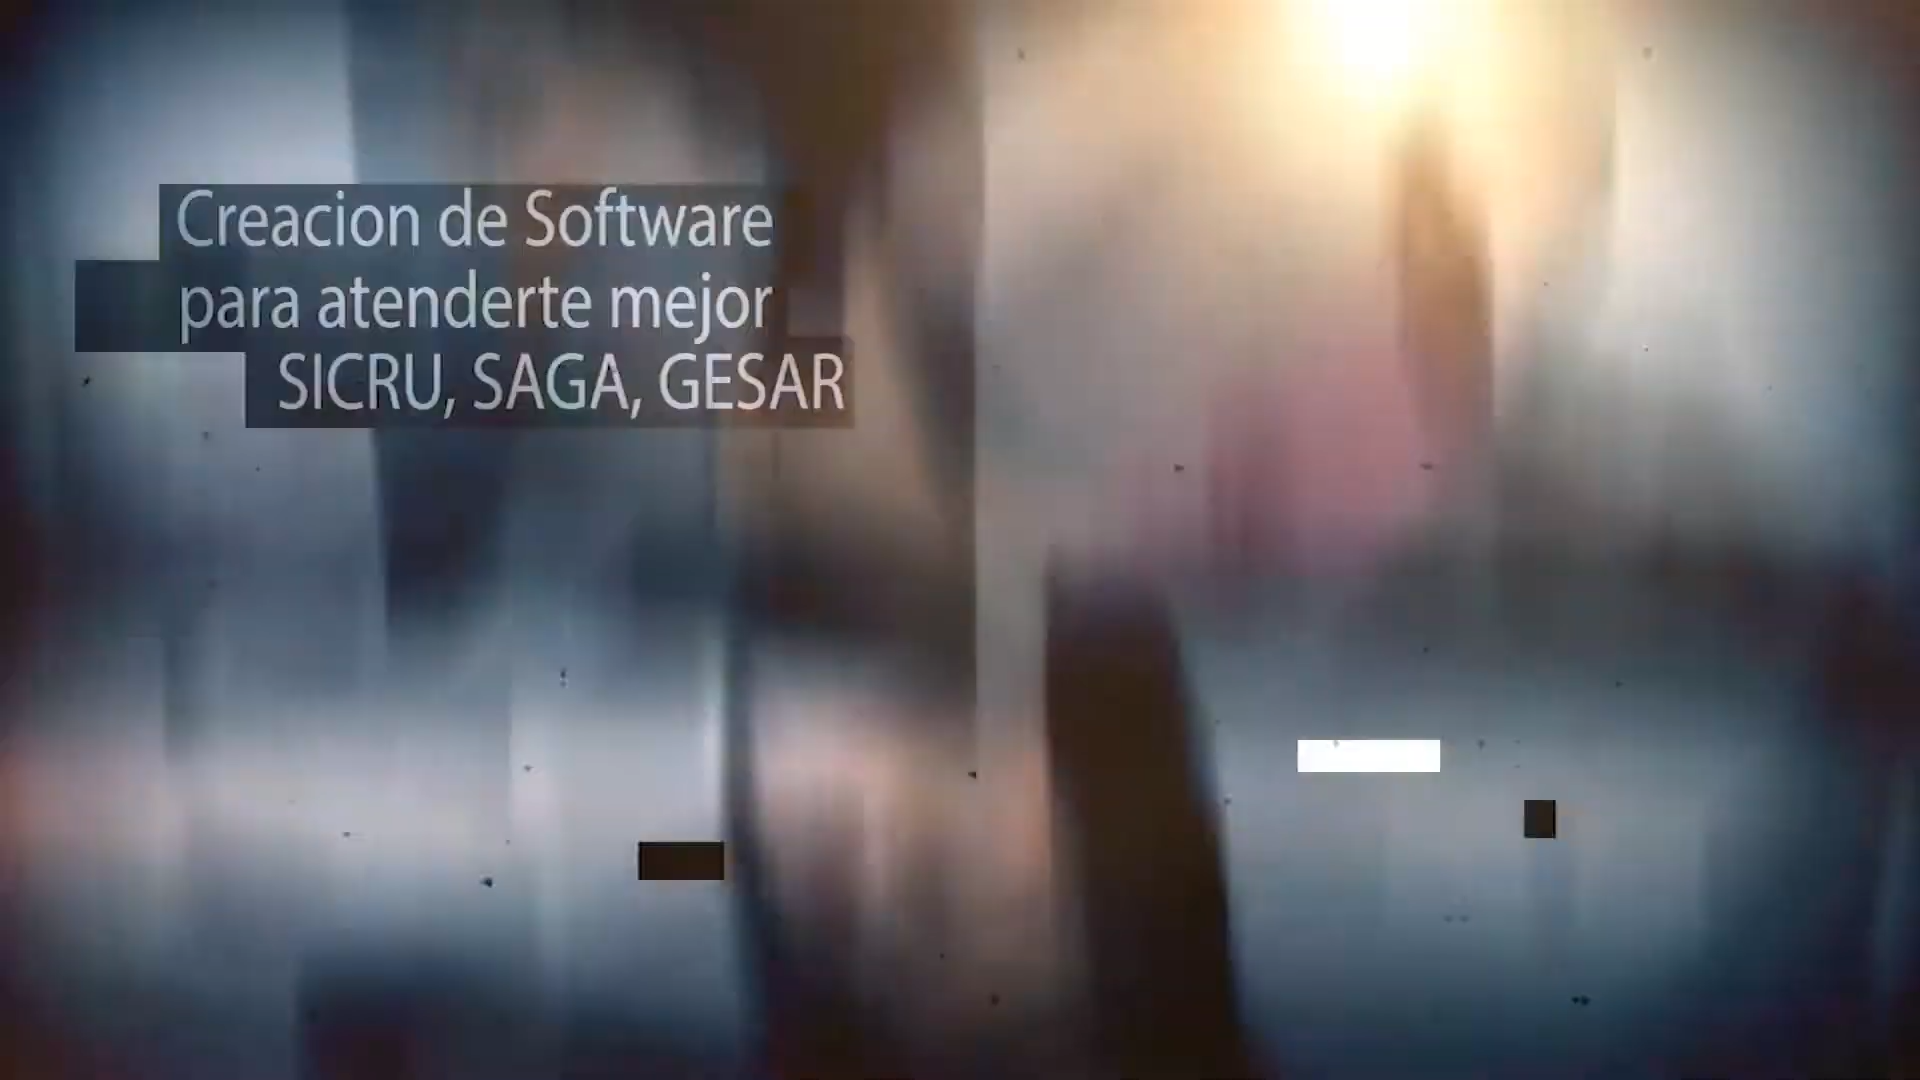 Creacion de Software
para atenderte mejor
SICRU, SAGA, GESAR